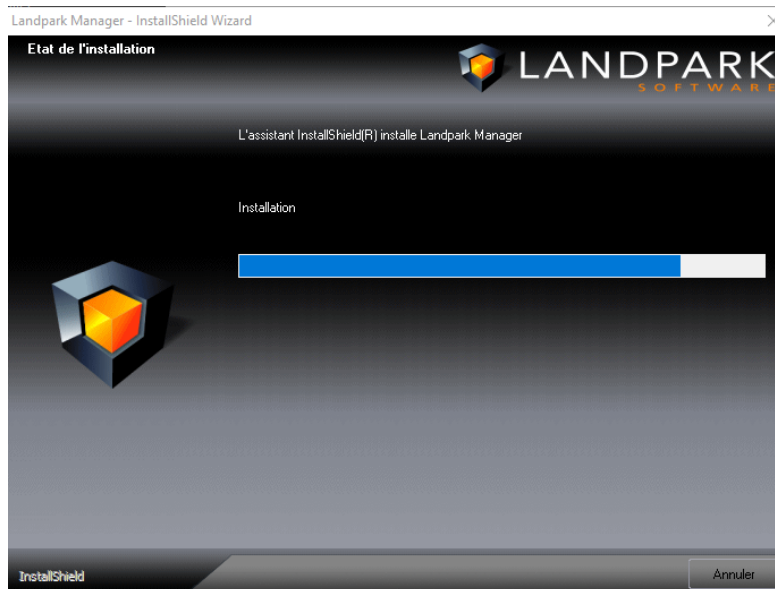 Landpark Manager - InstallShield Wizard
Etat de l'installation
LANDPARK
SOFTWARE
L'assistant InstallShield(R) installe Landpark Manager
Installation
InstallShield
Annuler